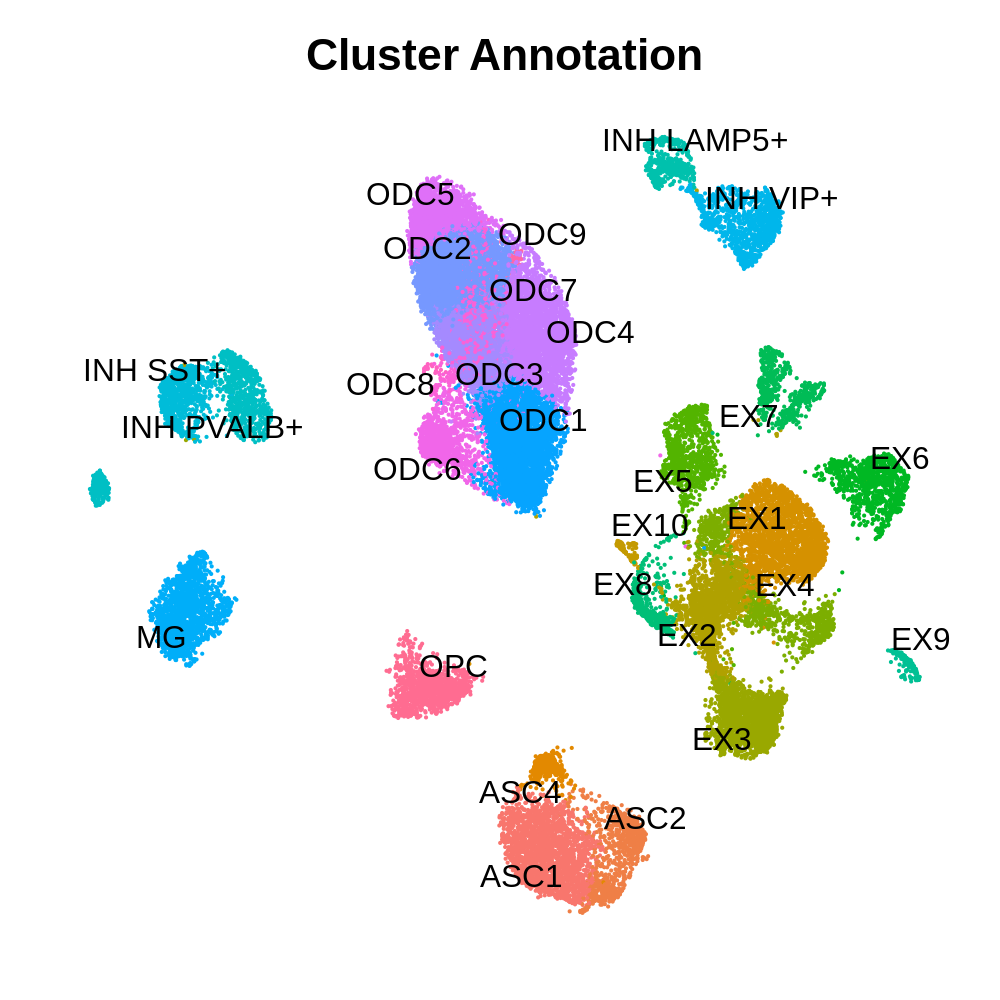 Cluster Annotation
INH LAMP5+
INH VIP+
ODC5
ODC9
ODC2
ODC7
ODC4
INH SST+
ODC8
ODC3
INH PVALB+
ODC1
EX7
ODC6
EX6
EX5
EX10
EX1
EX8
EX4
MG
EX2
EX9
OPC
EX3
ASC4
ASC2
ASC1